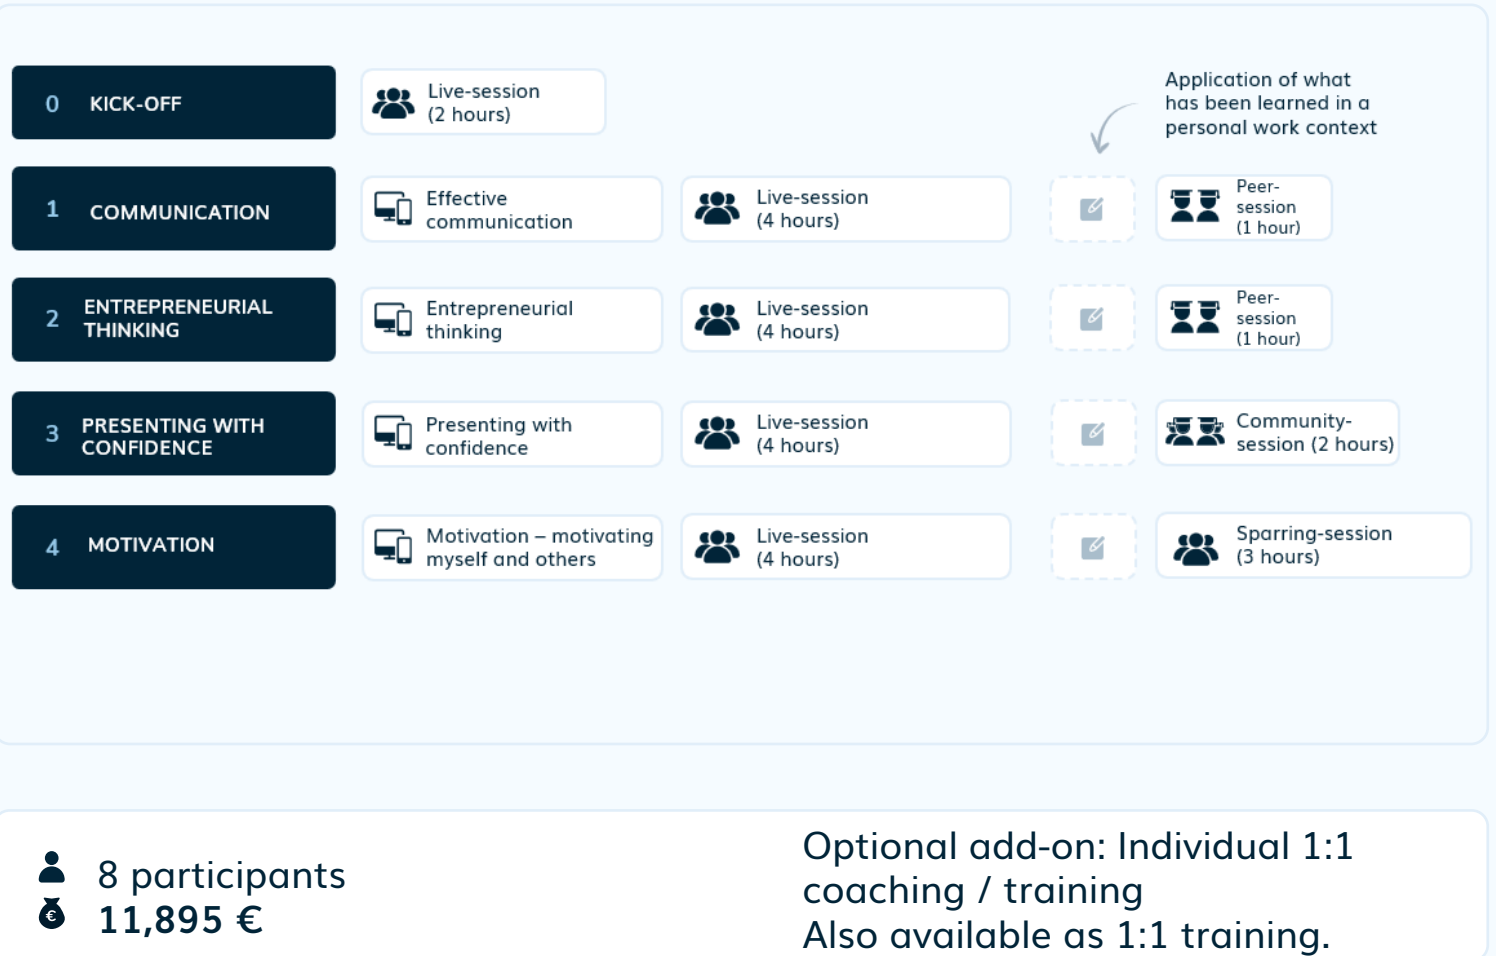 0 KICK-OFF
Live-session
(2 hours)
Application of what
has been learned in a
personal work context
1 COMMUNICATION
Effective
communication
Live-session
(4 hours)
Peer-
session
(1 hour)
2 ENTREPRENEURIAL
THINKING
Entrepreneurial
thinking
Live-session
(4 hours)
Peer-
session
(1 hour)
3 PRESENTING WITH
CONFIDENCE
Presenting with
confidence
Live-session
(4 hours)
Community-
session (2 hours)
4 MOTIVATION
Motivation – motivating
myself and others
Live-session
(4 hours)
Sparring-session
(3 hours)
8 participants
€
11,895 €
Optional add-on: Individual 1:1
coaching / training
Also available as 1:1 training.